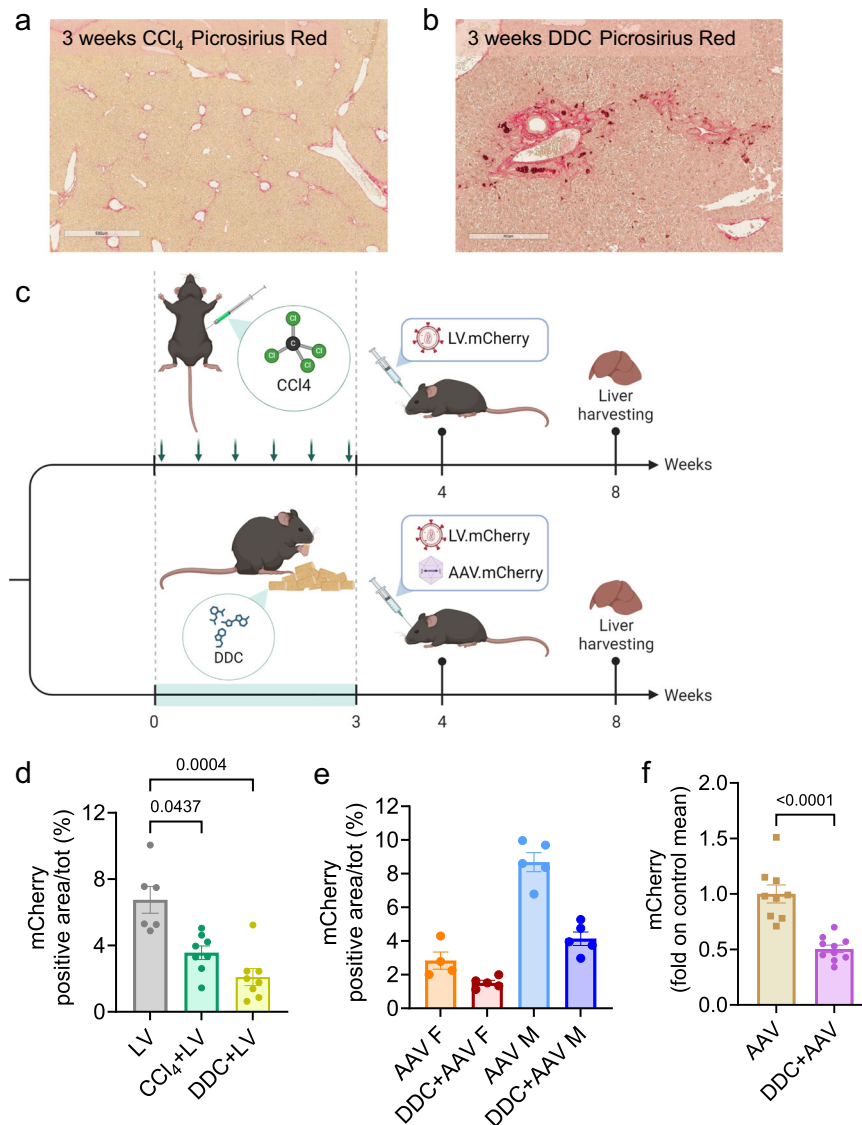 a
3 weeks CCl4 Picrosirius Red
b
3 weeks DDC Picrosirius Red
c
Cl
Cl
C
Cl
Cl
CCl4
LV.mCherry
Liver
harvesting
Weeks
4
8
DDC
LV.mCherry
AAV.mCherry
Liver
harvesting
Weeks
0
3
4
8
d
mCherry
positive area/tot (%)
12
8
4
0
0.0004
0.0437
LV
CCl4+LV
DDC+LV
e
mCherry
positive area/tot (%)
12
10
8
6
4
2
0
AAV F
DDC+AAV F
AAV M
DDC+AAV M
f
mCherry
(fold on control mean)
2.0
1.5
1.0
0.5
0.0
<0.0001
AAV
DDC+AAV